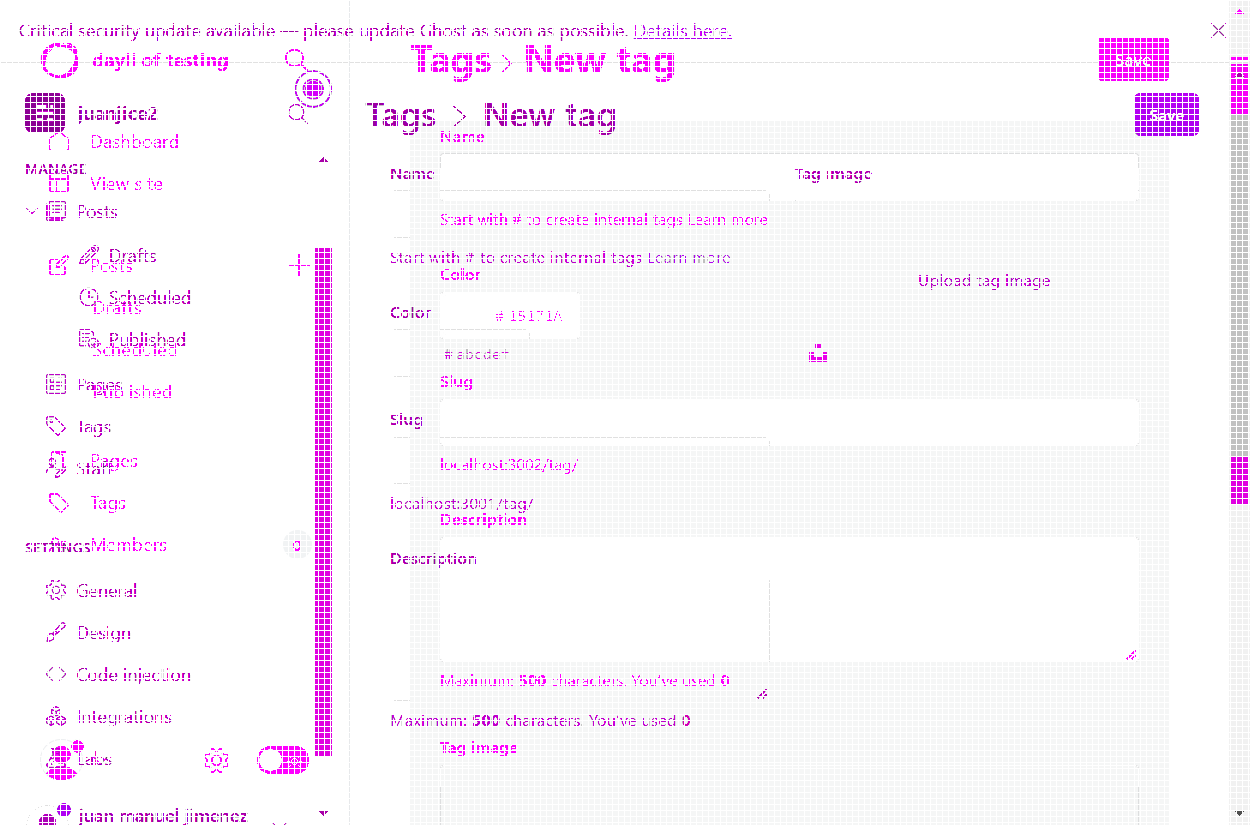 Critical security update available — please update Ghost as soon as possible. Details here.
dayli of testing
Tags › New tag
Save
juanjice2
Tags > New tag
Save
Dashboard
Name
MANAGE
View site
Name
Tag image
Posts
Start with # to create internal tags Learn more
Drafts
Posts
Start with # to create internal tags Learn more
Color
Upload tag image
Scheduled
Drafts
Color
# 15171A
Published
Scheduled
# abcdef
Slug
Pages
Published
Slug
Tags
Pages
Staff
localhost:3002/tag/
Tags
localhost:3001/tag/
Description
SETTINGS
Members
0
Description
General
Design
Code injection
Maximum: 500 characters. You've used 0
Integrations
Maximum: 500 characters. You've used 0
Tag image
Labs
juan manuel jimenez